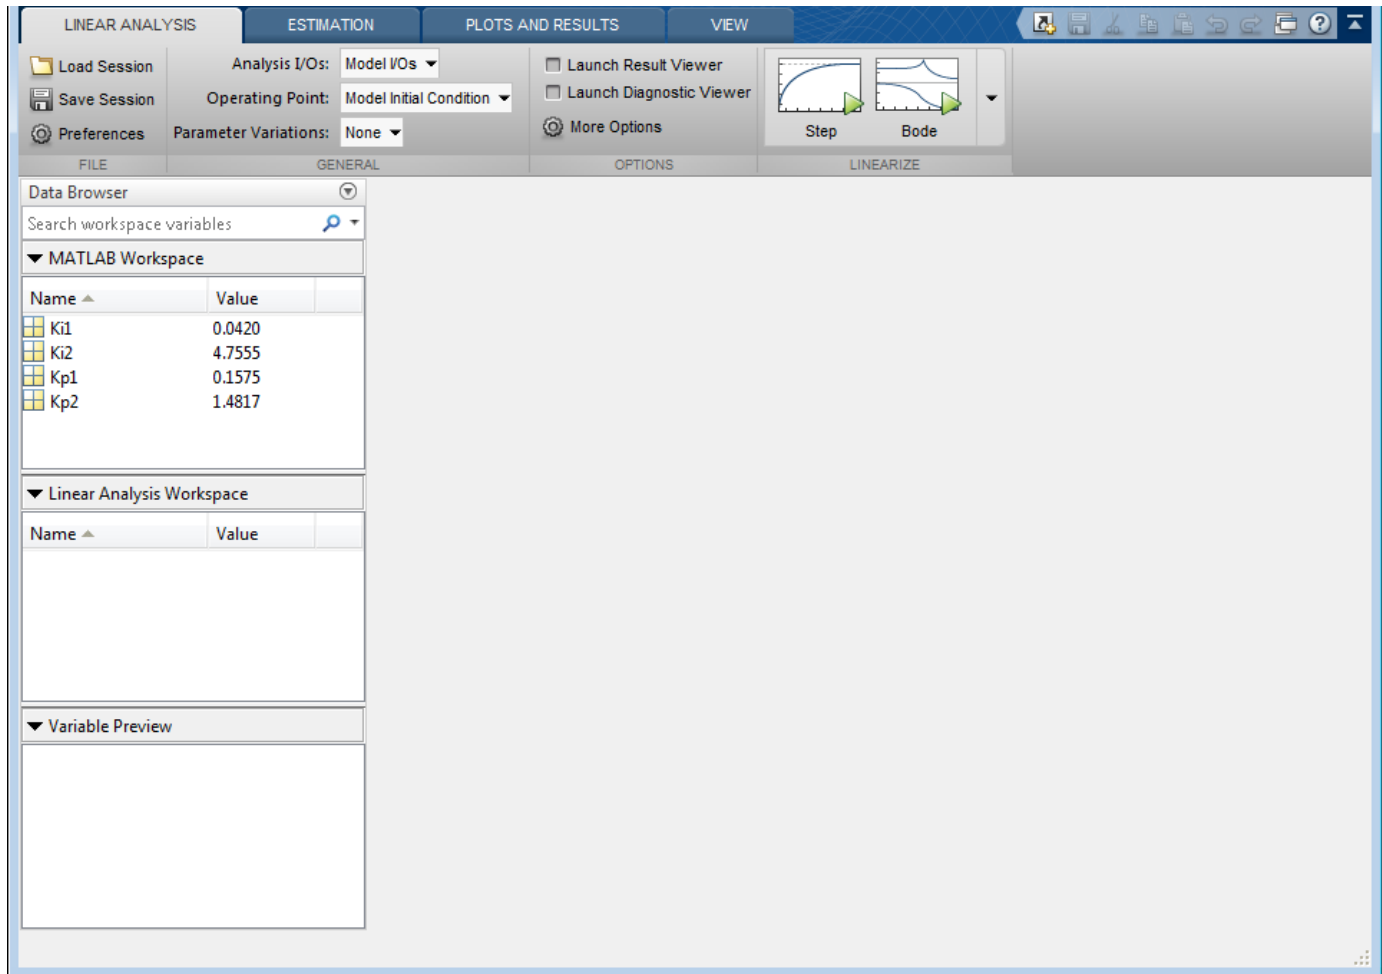 LINEAR ANALYSIS ESTIMATION PLOTS AND RESULTS VIEW
Load Session Analysis I/Os: Model I/Os Launch Result Viewer
Save Session Operating Point: Model Initial Condition Launch Diagnostic Viewer
Preferences Parameter Variations: None More Options Step Bode
FILE GENERAL OPTIONS LINEARIZE
Data Browser
Search workspace variables
MATLAB Workspace
Name Value
Ki1 0.0420
Ki2 4.7555
Kp1 0.1575
Kp2 1.4817
Linear Analysis Workspace
Name Value
Variable Preview